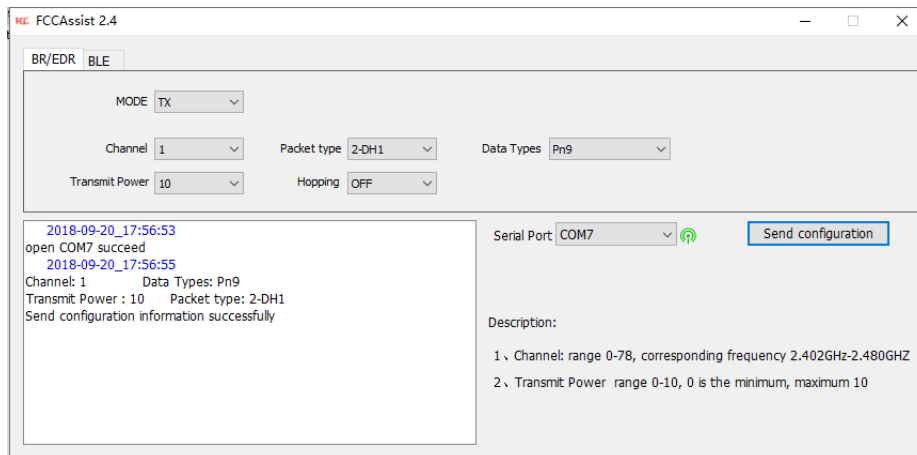 FCC FCCAssist 2.4
BR/EDR BLE
MODE TX
Channel 1 Packet type 2-DH1 Data Types Pn9
Transmit Power 10 Hopping OFF
2018-09-20_17:56:53
open COM7 succeed
2018-09-20_17:56:55
Channel: 1 Data Types: Pn9
Transmit Power : 10 Packet type: 2-DH1
Send configuration information successfully
Serial Port COM7 Send configuration
Description:
1、Channel: range 0-78, corresponding frequency 2.402GHz-2.480GHZ
2、Transmit Power range 0-10, 0 is the minimum, maximum 10